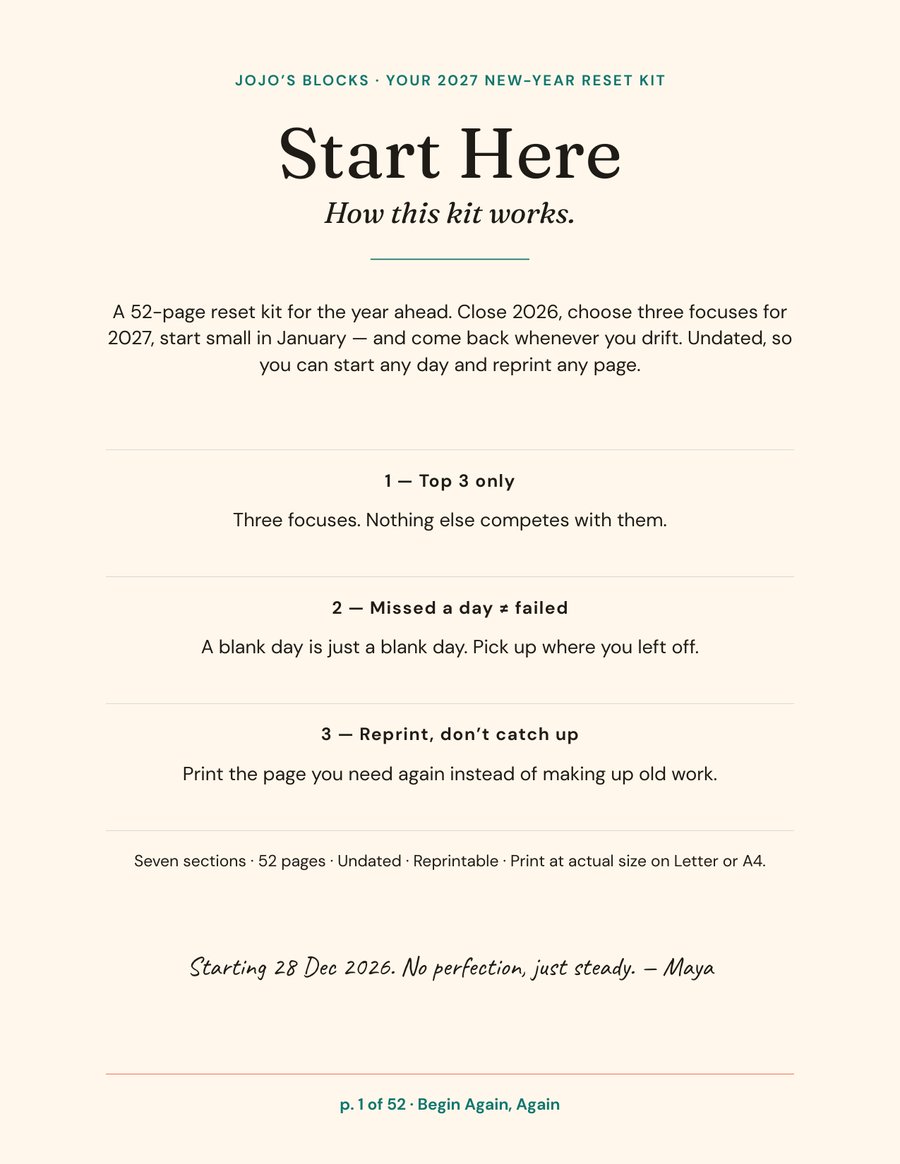 JOJO’S BLOCKS · YOUR 2027 NEW-YEAR RESET KIT
Start Here
How this kit works.
A 52-page reset kit for the year ahead. Close 2026, choose three focuses for
2027, start small in January — and come back whenever you drift. Undated, so
you can start any day and reprint any page.
1 — Top 3 only
Three focuses. Nothing else competes with them.
2 — Missed a day ≠ failed
A blank day is just a blank day. Pick up where you left off.
3 — Reprint, don’t catch up
Print the page you need again instead of making up old work.
Seven sections · 52 pages · Undated · Reprintable · Print at actual size on Letter or A4.
Starting 28 Dec 2026. No perfection, just steady. – Maya
p. 1 of 52 · Begin Again, Again